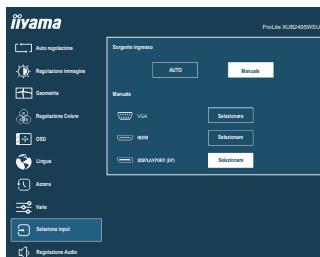 iiyama
ProLite XUB2495WSU
Auto regolazione
Sorgente ingresso
Regolazione immagine
AUTO
Manuale
Geometria
Manuale
Regolazione Colore
VGA
Selezionare
HDMI
Selezionare
OSD
DISPLAYPORT (DP)
Selezionare
Lingua
Azzera
Varie
Seleziona input
Regolazione Audio